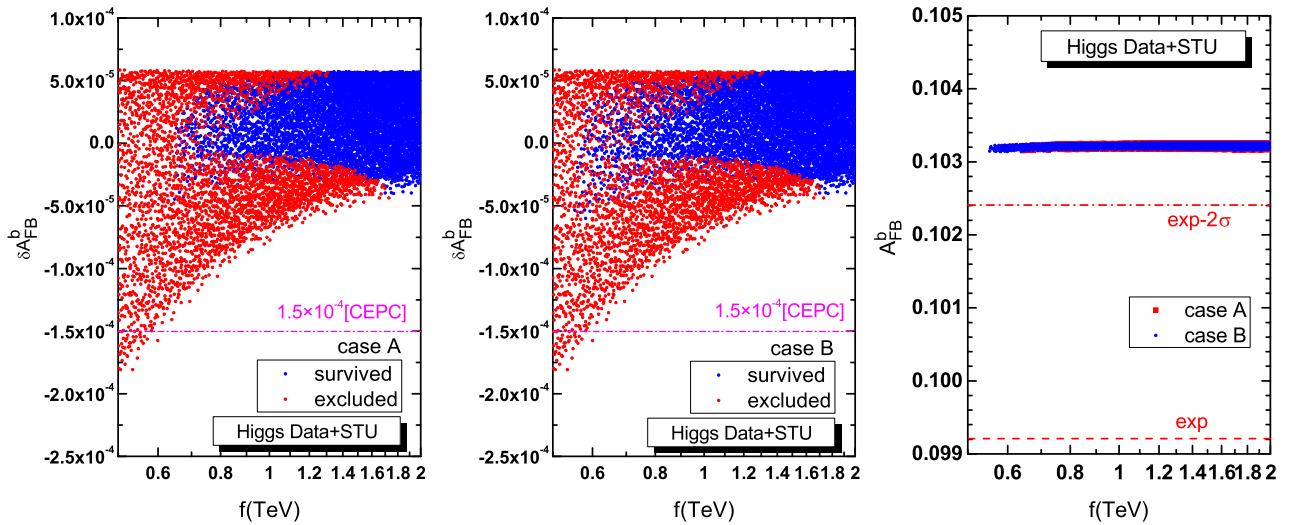 1.0x10⁻⁴
5.0x10⁻⁵
0.0
-5.0x10⁻⁵
-1.0x10⁻⁴
-1.5x10⁻⁴
-2.0x10⁻⁴
-2.5x10⁻⁴
δA^b_FB
1.5×10⁻⁴[CEPC]
case A
survived
excluded
Higgs Data+STU
0.6 0.8 1 1.2 1.4 1.6 1.8 2
f(TeV)
1.0x10⁻⁴
5.0x10⁻⁵
0.0
-5.0x10⁻⁵
-1.0x10⁻⁴
-1.5x10⁻⁴
-2.0x10⁻⁴
-2.5x10⁻⁴
δA^b_FB
1.5×10⁻⁴[CEPC]
case B
survived
excluded
Higgs Data+STU
0.6 0.8 1 1.2 1.4 1.6 1.8 2
f(TeV)
0.105
0.104
0.103
0.102
0.101
0.100
0.099
A^b_FB
Higgs Data+STU
exp-2σ
case A
case B
exp
0.6 0.8 1 1.2 1.4 1.6 1.8 2
f(TeV)